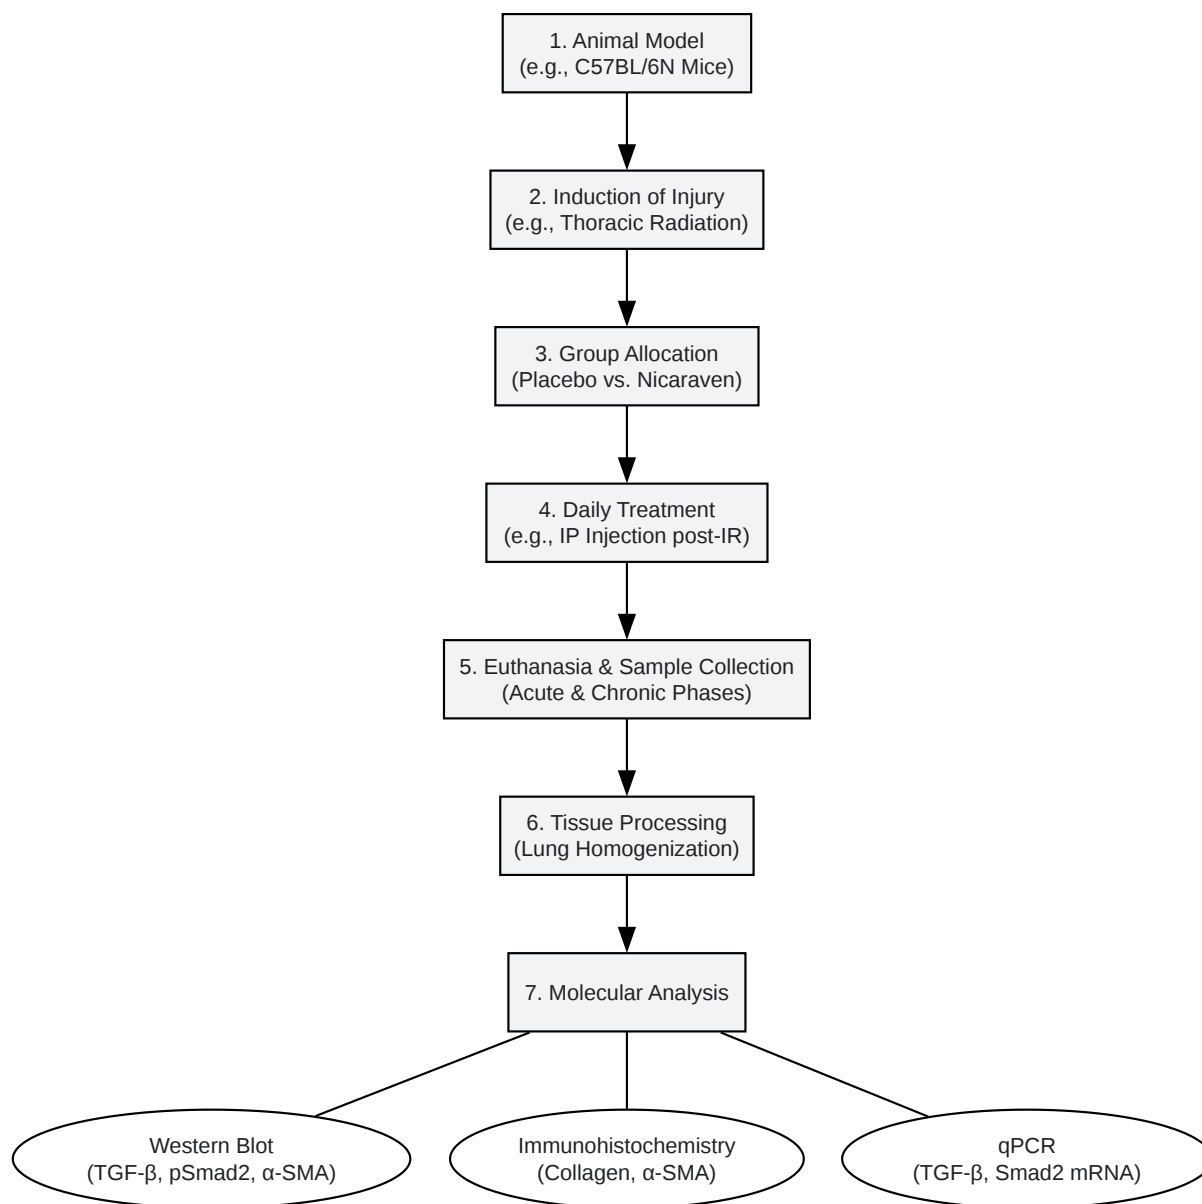 1. Animal Model
(e.g., C57BL/6N Mice)
2. Induction of Injury
(e.g., Thoracic Radiation)
3. Group Allocation
(Placebo vs. Nicaraven)
4. Daily Treatment
(e.g., IP Injection post-IR)
5. Euthanasia & Sample Collection
(Acute & Chronic Phases)
6. Tissue Processing
(Lung Homogenization)
7. Molecular Analysis
Western Blot
(TGF-β, pSmad2, α-SMA)
Immunohistochemistry
(Collagen, α-SMA)
qPCR
(TGF-β, Smad2 mRNA)